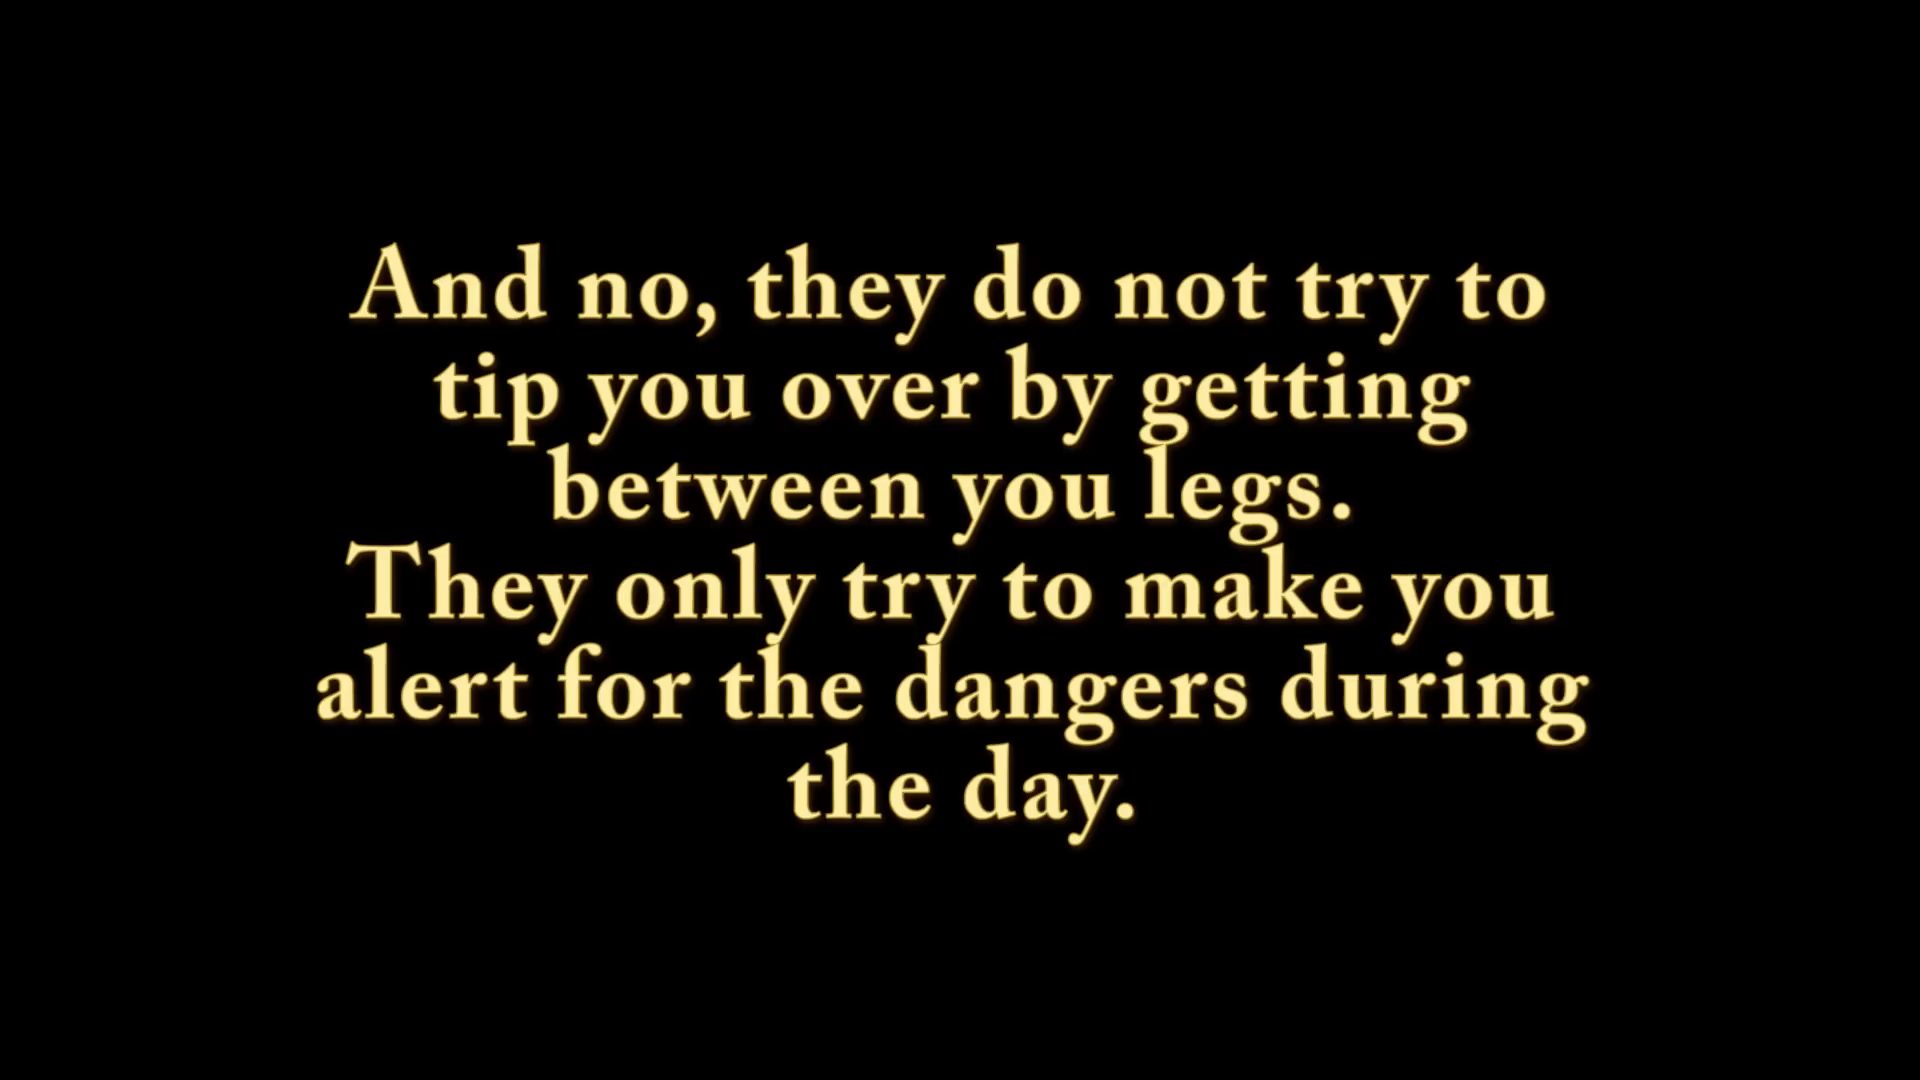 And no, they do not try to
tip you over by getting
between you legs.
They only try to make you
alert for the dangers during
the day.